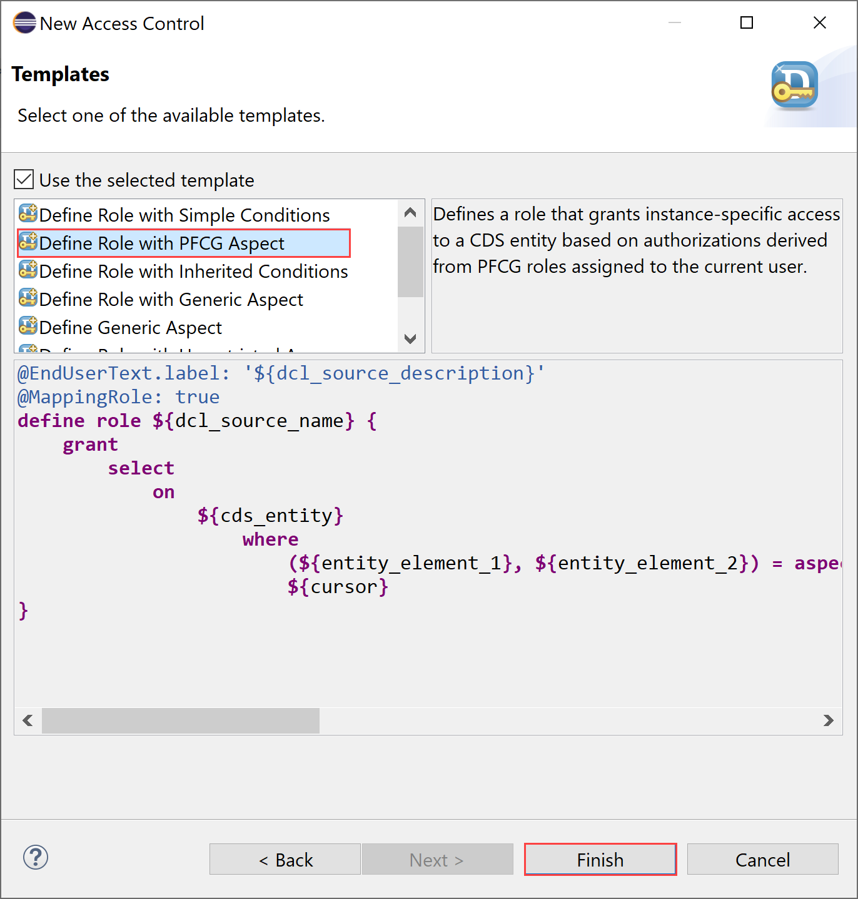 New Access Control
Templates
Select one of the available templates.
Use the selected template
Define Role with Simple Conditions
Define Role with PFCG Aspect
Define Role with Inherited Conditions
Define Role with Generic Aspect
Define Generic Aspect
Defines a role that grants instance-specific access
to a CDS entity based on authorizations derived
from PFCG roles assigned to the current user.
@EndUserText.label: '${dcl_source_description}'
@MappingRole: true
define role ${dcl_source_name} {
grant
select
on
${cds_entity}
where
(${entity_element_1}, ${entity_element_2}) = aspe
${cursor}
}
?
< Back
Next >
Finish
Cancel